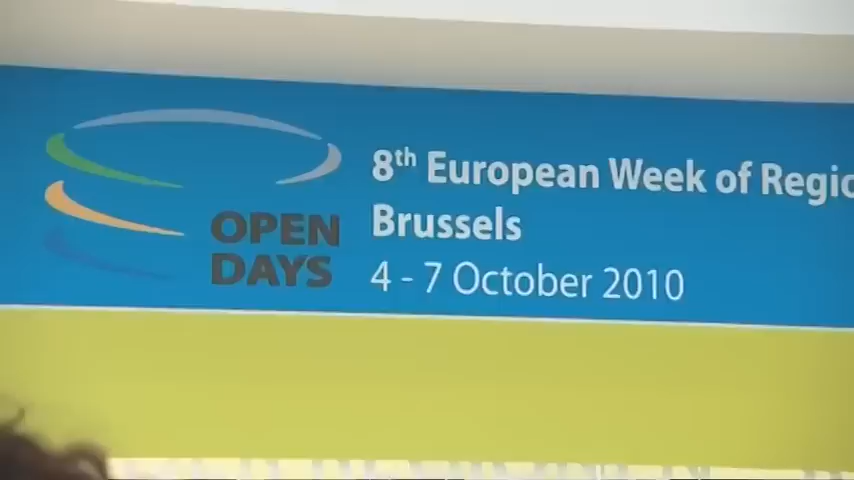 8th European Week of Regio
Brussels
4 - 7 October 2010
OPEN
DAYS